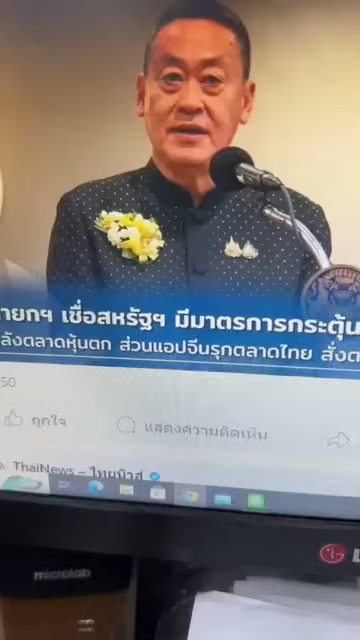 ายกฯ เชื่อสหรัฐฯ มีมาตรการกระตุ้น
ลังตลาดหุ้นตก ส่วนแอปจีนรุกตลาดไทย สั่งต
50
ถูกใจ
แสดงความคิดเห็น
ThaiNews - ไทยนิวส์
LG
microlab